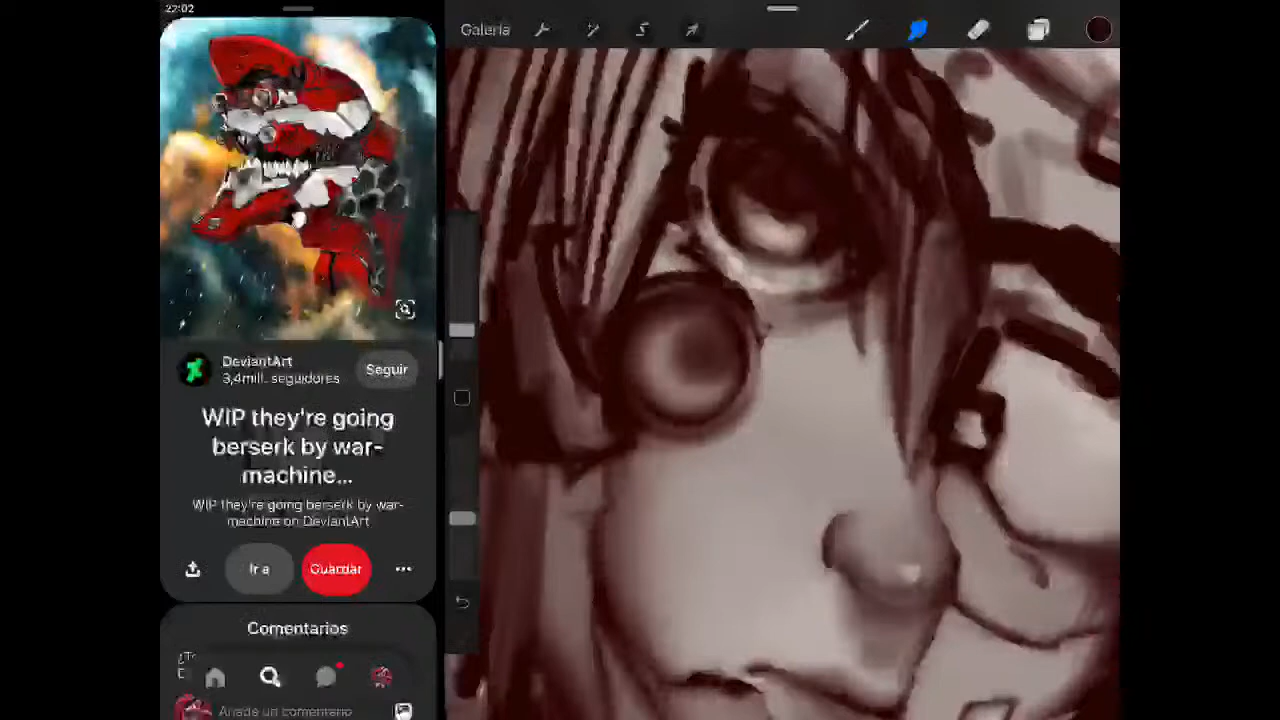 22:02
Galería
DeviantArt
3,4mill. seguidores
Seguir
WIP they're going
berserk by war-
machine...
WIP they're going berserk by war-
machine on DeviantArt
Ir a
Guardar
Comentarios
Añade un comentario